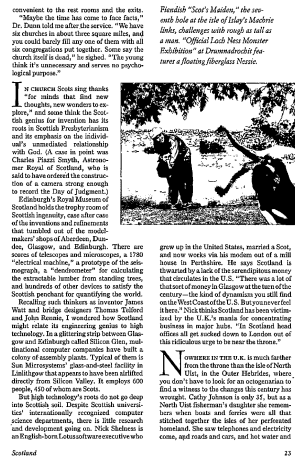 convenient to the rest rooms and the exits.
"Maybe the time has come to face facts,"
Dr. Dunn told me after the service. "We have
six churches in about three square miles, and
you could barely fill any one of them with all
six congregations put together. Some say the
church itself is dead," he sighed. "The young
think it's unnecessary and serves no psycho-
logical purpose."
IN CHURCH Scots sing thanks
"for minds that find new
thoughts, new wonders to ex-
plore," and some think the Scot-
tish genius for invention has its
roots in Scottish Presbyterianism
and its emphasis on the individ-
ual's unmediated relationship
with God. (A case in point was
Charles Piazzi Smyth, Astrono-
mer Royal of Scotland, who is
said to have ordered the construc-
tion of a camera strong enough
to record the Day of Judgment.)
Edinburgh's Royal Museum of
Scotland holds the trophy room of
Scottish ingenuity, case after case
of the inventions and refinements
that tumbled out of the model-
makers' shops of Aberdeen, Dun-
dee, Glasgow, and Edinburgh. There are
scores of telescopes and microscopes, a 1780
"electrical machine," a prototype of the seis-
mograph, a "dendrometer" for calculating
the extractable lumber from standing trees,
and hundreds of other devices to satisfy the
Scottish penchant for quantifying the world.
Recalling such thinkers as inventor James
Watt and bridge designers Thomas Telford
and John Rennie, I wondered how Scotland
might relate its engineering genius to high
technology. In a glittering strip between Glas-
gow and Edinburgh called Silicon Glen, mul-
tinational computer companies have built a
colony of assembly plants. Typical of them is
Sun Microsystems' glass-and-steel facility in
Linlithgow that appears to have been airlifted
directly from Silicon Valley. It employs 600
people, 450 of whom are Scots.
But high technology's roots do not go deep
into Scottish soil. Despite Scottish universi-
ties' internationally recognized computer
science departments, there is little research
and development going on. Nick Shelness is
an English-born Lotus software executive who
Fiendish "Scot's Maiden," the sev-
enth hole at the isle of Islay's Machrie
links, challenges with rough as tall as
a man. "Official Loch Ness Monster
Exhibition" at Drumnadrochit fea-
tures a floating fiberglass Nessie.
grew up in the United States, married a Scot,
and now works via his modem out of a mill
house in Perthshire. He says Scotland is
thwarted by a lack of the serendipitous money
that circulates in the U.S. "There was a lot of
that sort of money in Glasgow at the turn of the
century—the kind of dynamism you still find
on the West Coast of the U.S. But you never feel
it here." Nick thinks Scotland has been victim-
ized by the U.K.'s mania for concentrating
business in major hubs. "In Scotland head
offices all get sucked down to London out of
this ridiculous urge to be near the throne."
NOWHERE IN THE U.K. is much farther
from the throne than the isle of North
Uist, in the Outer Hebrides, where
you don't have to look for an octogenarian to
find a witness to the changes this century has
wrought. Cathy Johnson is only 35, but as a
North Uist fisherman's daughter she remem-
bers when boats and ferries were all that
stitched together the isles of her perforated
homeland. She saw telephones and electricity
come, and roads and cars, and hot water and
Scotland
23